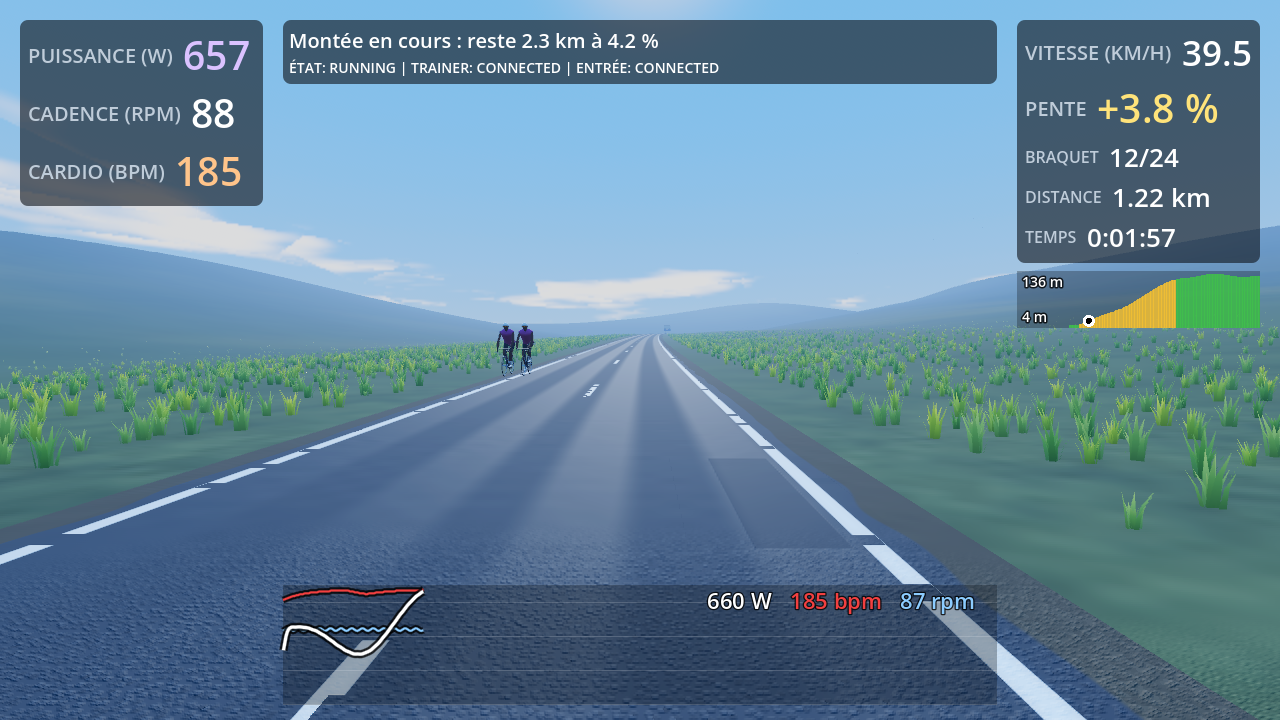 PUISSANCE (W) 657
CADENCE (RPM) 88
CARDIO (BPM) 185
Montée en cours : reste 2.3 km à 4.2 %
ÉTAT: RUNNING | TRAINER: CONNECTED | ENTRÉE: CONNECTED
VITESSE (KM/H) 39.5
PENTE +3.8 %
BRAQUET 12/24
DISTANCE 1.22 km
TEMPS 0:01:57
136 m
4 m
660 W 185 bpm 87 rpm